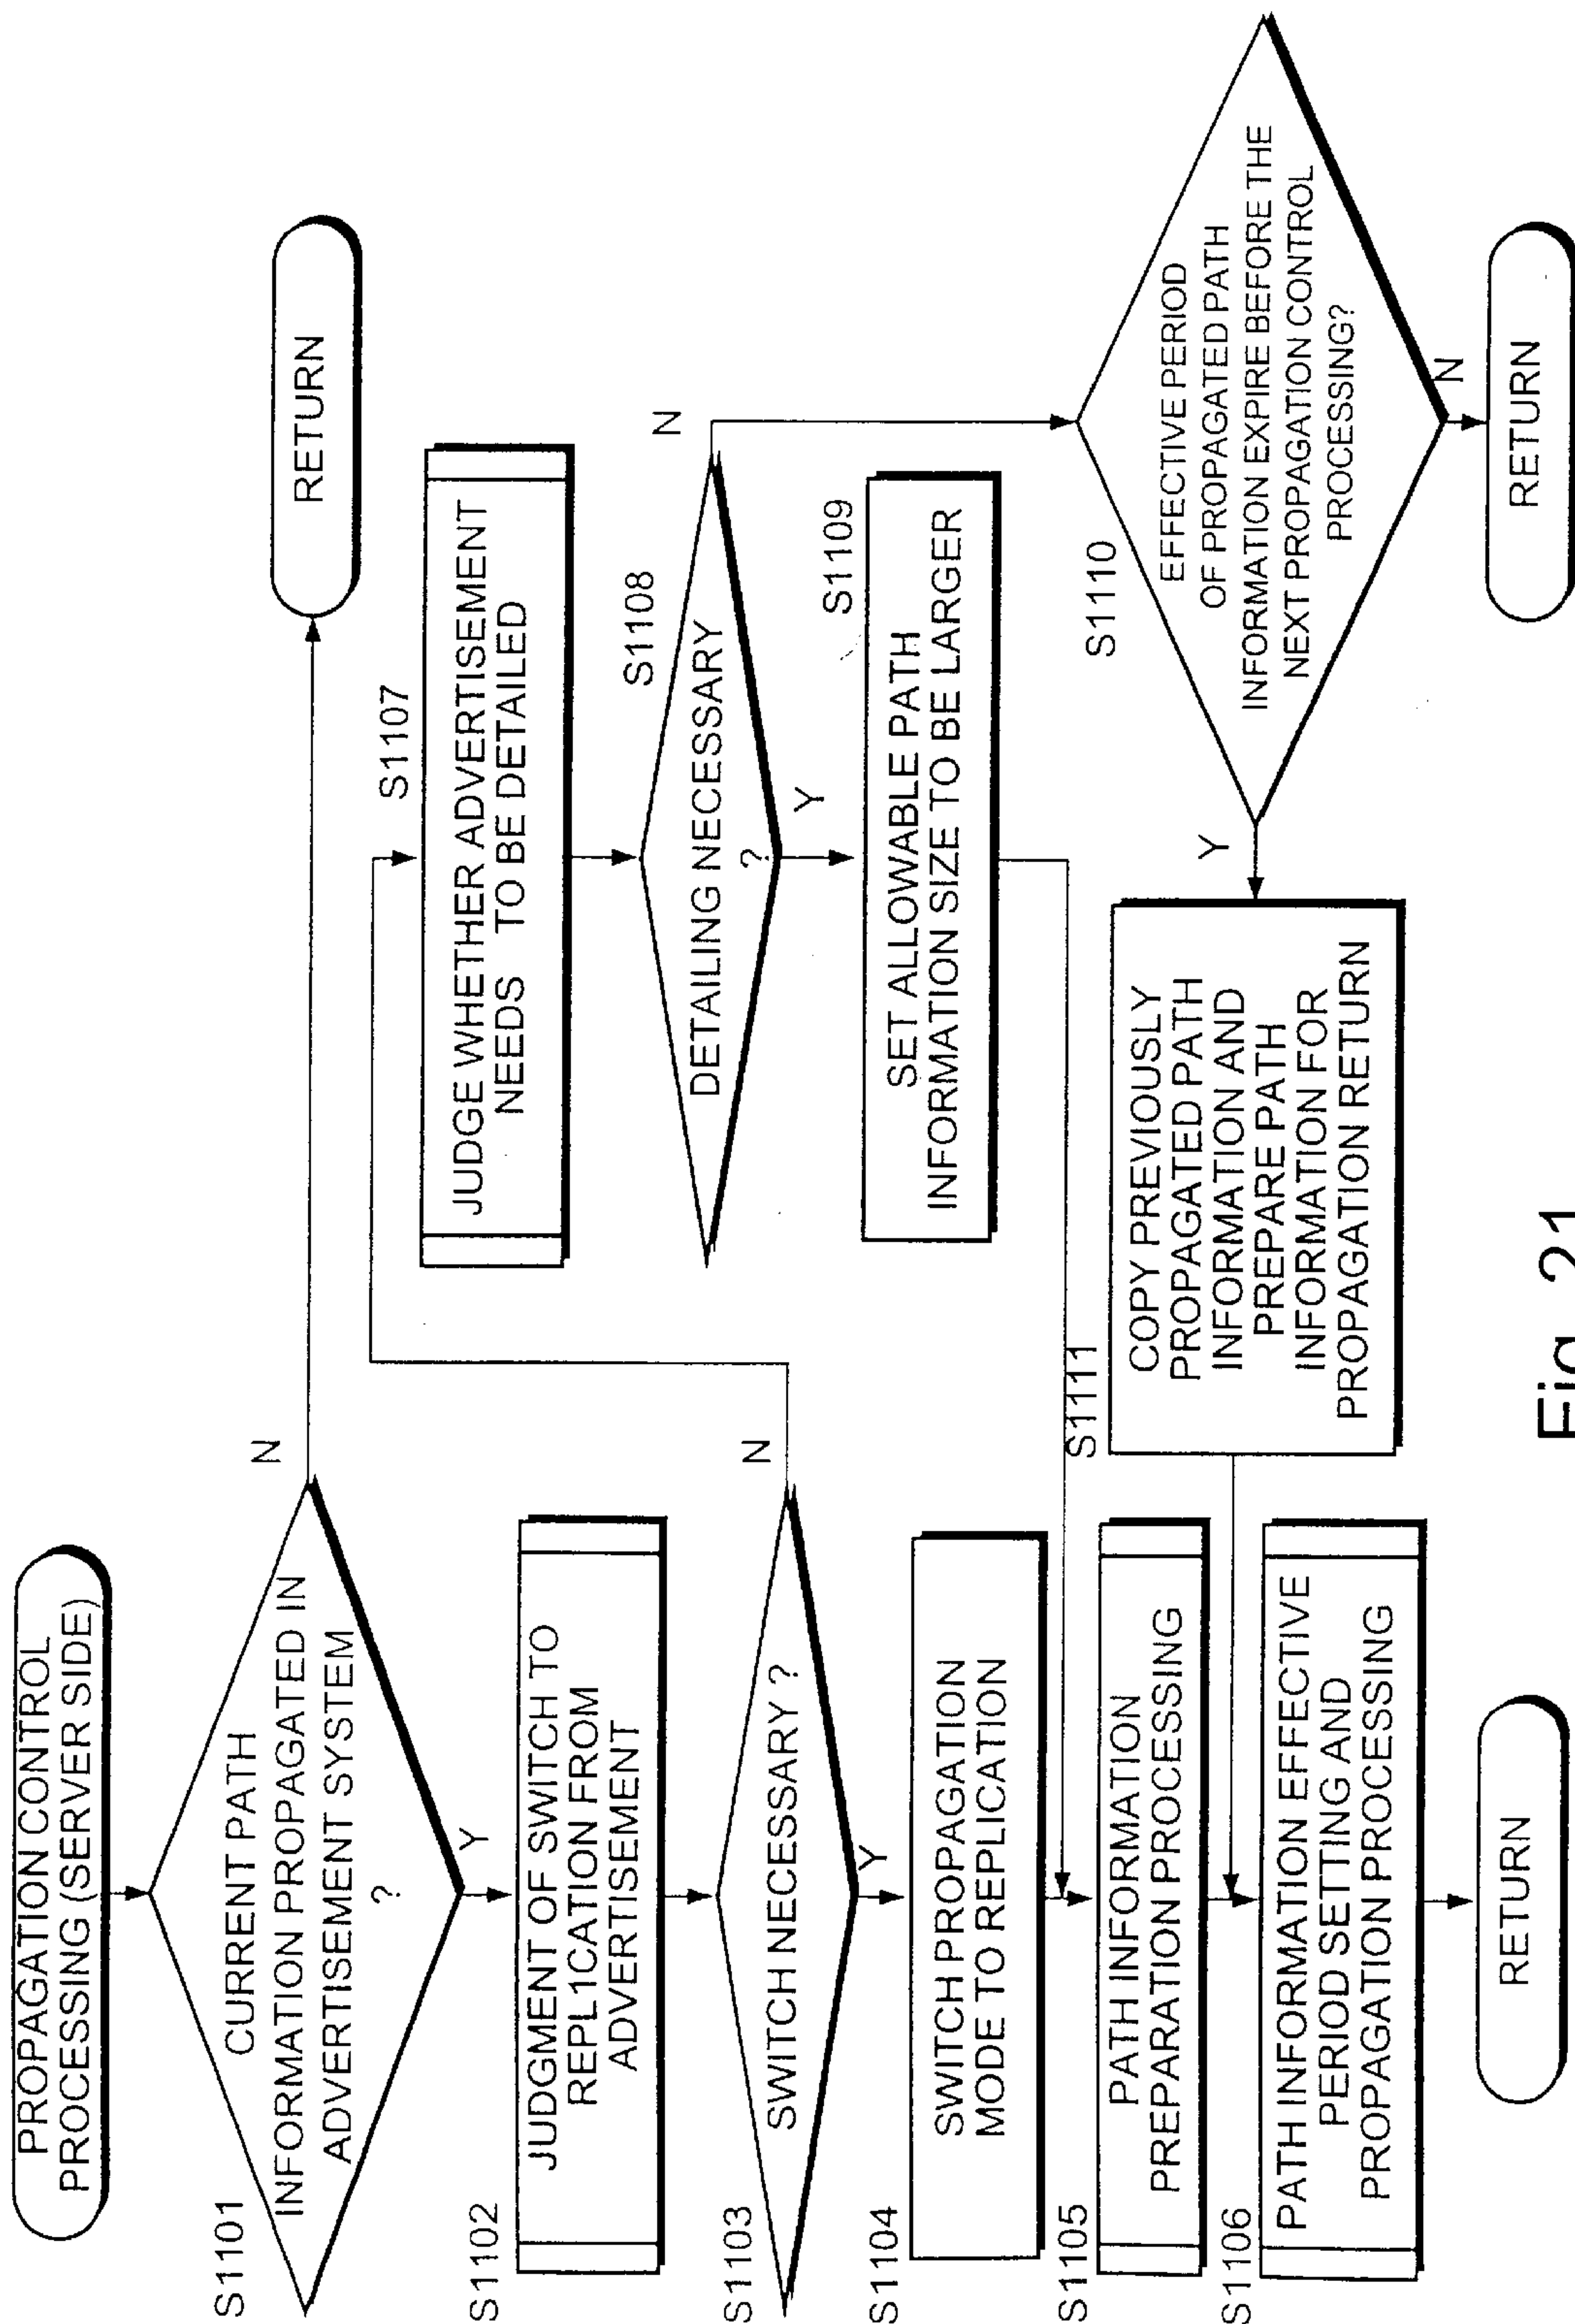 PROPAGATION CONTROL
PROCESSING (SERVER SIDE)
S1101
CURRENT PATH
INFORMATION PROPAGATED IN
ADVERTISEMENT SYSTEM
?
N
RETURN
Y
S1102
JUDGMENT OF SWITCH TO
REPL1CATION FROM
ADVERTISEMENT
S1103
SWITCH NECESSARY ?
N
Y
S1104
SWITCH PROPAGATION
MODE TO REPLICATION
S1105
PATH INFORMATION
PREPARATION PROCESSING
S1106
PATH INFORMATION EFFECTIVE
PERIOD SETTING AND
PROPAGATION PROCESSING
RETURN
S1107
JUDGE WHETHER ADVERTISEMENT
NEEDS TO BE DETAILED
S1108
DETAILING NECESSARY
?
N
Y
S1109
SET ALLOWABLE PATH
INFORMATION SIZE TO BE LARGER
S1110
EFFECTIVE PERIOD
OF PROPAGATED PATH
INFORMATION EXPIRE BEFORE THE
NEXT PROPAGATION CONTROL
PROCESSING?
Y
N
RETURN
S1111
COPY PREVIOUSLY
PROPAGATED PATH
INFORMATION AND
PREPARE PATH
INFORMATION FOR
PROPAGATION RETURN
Fig. 21